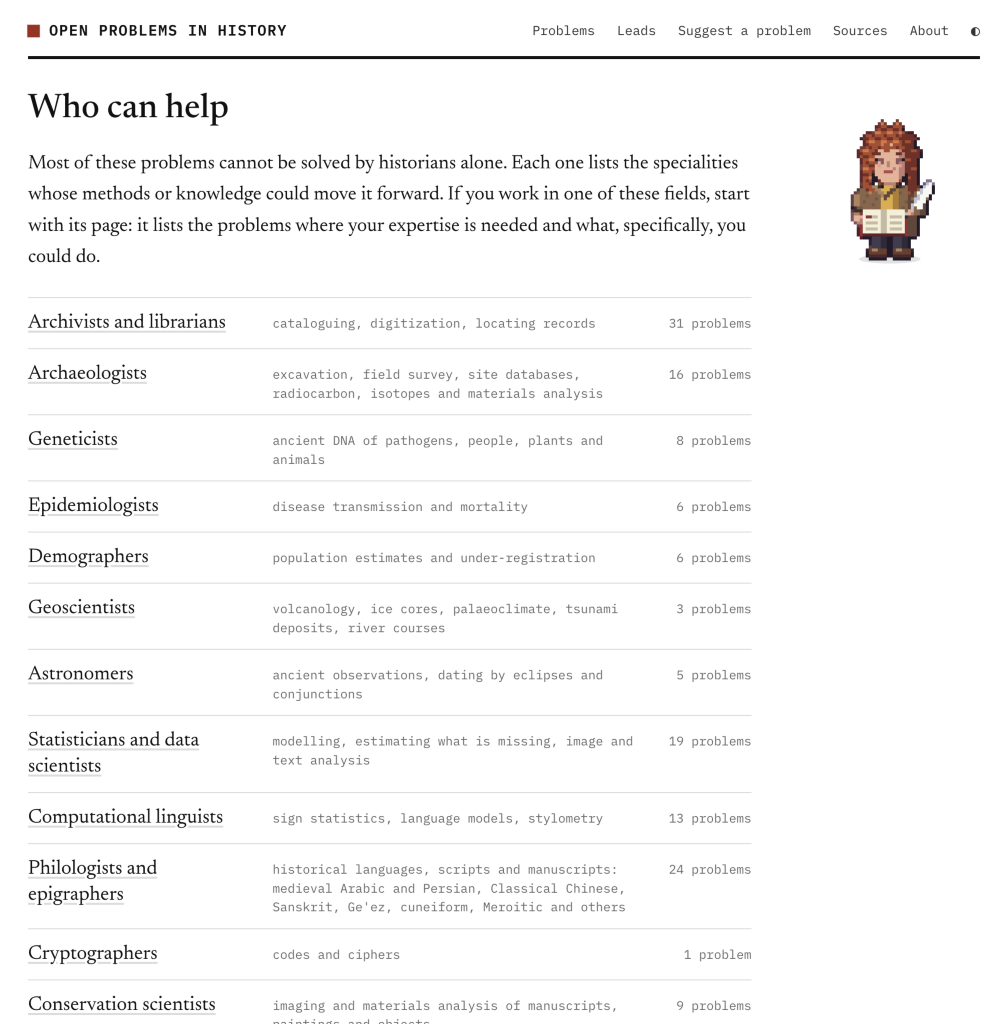 OPEN PROBLEMS IN HISTORY
Problems Leads Suggest a problem Sources About
Who can help
Most of these problems cannot be solved by historians alone. Each one lists the specialities
whose methods or knowledge could move it forward. If you work in one of these fields, start
with its page: it lists the problems where your expertise is needed and what, specifically, you
could do.
Archivists and librarians
cataloguing, digitization, locating records
31 problems
Archaeologists
excavation, field survey, site databases,
radiocarbon, isotopes and materials analysis
16 problems
Geneticists
ancient DNA of pathogens, people, plants and
animals
8 problems
Epidemiologists
disease transmission and mortality
6 problems
Demographers
population estimates and under-registration
6 problems
Geoscientists
volcanology, ice cores, palaeoclimate, tsunami
deposits, river courses
3 problems
Astronomers
ancient observations, dating by eclipses and
conjunctions
5 problems
Statisticians and data
scientists
modelling, estimating what is missing, image and
text analysis
19 problems
Computational linguists
sign statistics, language models, stylometry
13 problems
Philologists and
epigraphers
historical languages, scripts and manuscripts:
medieval Arabic and Persian, Classical Chinese,
Sanskrit, Ge'ez, cuneiform, Meroitic and others
24 problems
Cryptographers
codes and ciphers
1 problem
Conservation scientists
imaging and materials analysis of manuscripts,
paintings and objects
9 problems